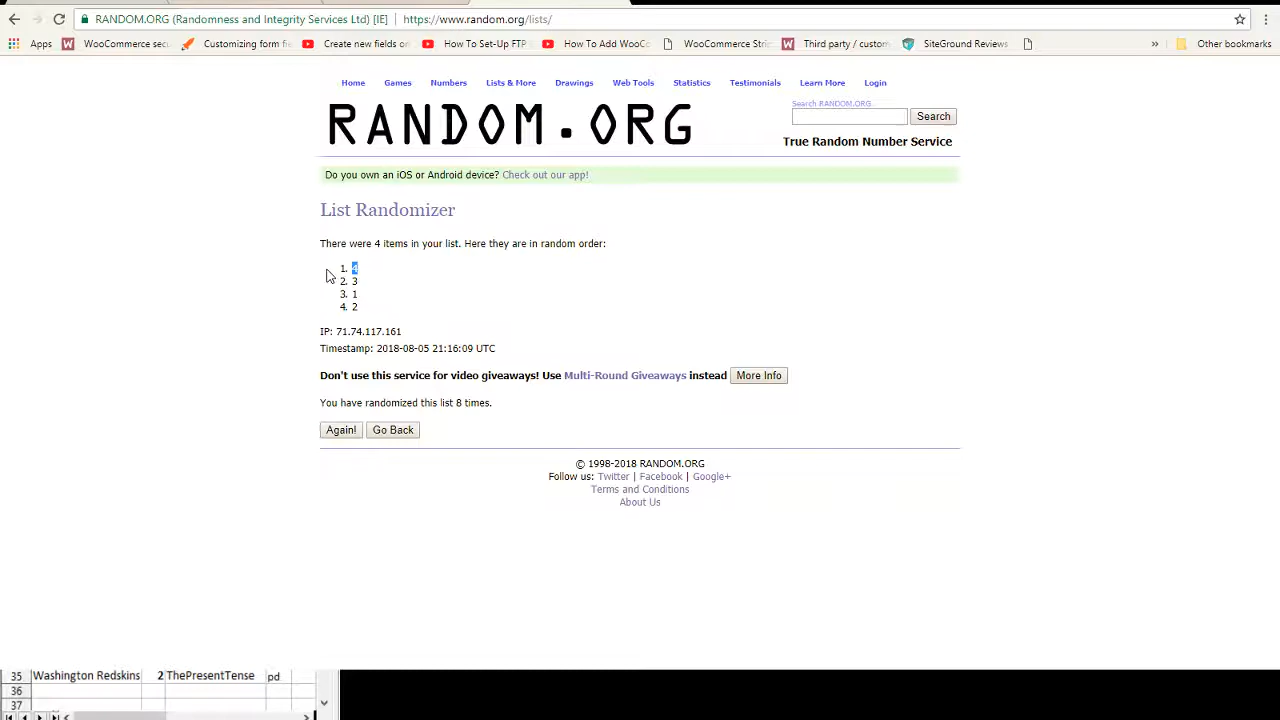 RANDOM.ORG (Randomness and Integrity Services Ltd) [IE] | https://www.random.org/lists/
Apps WooCommerce secu Customizing form fi Create new fields on How To Set-Up FTP How To Add WooCo WooCommerce Stri Third party / custom SiteGround Reviews » Other bookmarks
Home Games Numbers Lists & More Drawings Web Tools Statistics Testimonials Learn More Login
Search RANDOM.ORG
RANDOM.ORG
Search
True Random Number Service
Do you own an iOS or Android device? Check out our app!
List Randomizer
There were 4 items in your list. Here they are in random order:
1. 4
2. 3
3. 1
4. 2
IP: 71.74.117.161
Timestamp: 2018-08-05 21:16:09 UTC
Don't use this service for video giveaways! Use Multi-Round Giveaways instead More Info
You have randomized this list 8 times.
Again! Go Back
© 1998-2018 RANDOM.ORG
Follow us: Twitter | Facebook | Google+
Terms and Conditions
About Us
35 Washington Redskins 2 ThePresentTense pd
36
37